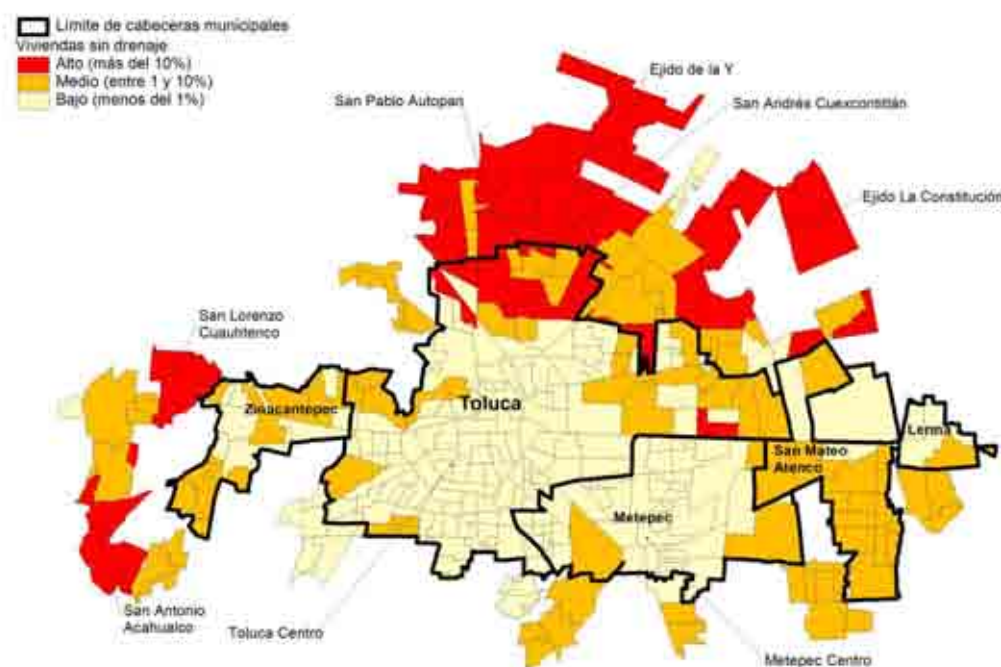 Límite de cabeceras municipales
Viviendas sin drenaje
Alto (más del 10%)
Medio (entre 1 y 10%)
Bajo (menos del 1%)
Ejido de la Y
San Pablo Autopan
San Andrés Cuexcontitlán
Ejido La Constitución
San Lorenzo
Cuauhtenco
Zinacantepec
Toluca
Lerma
San Mateo
Atenco
Metepec
San Antonio
Acahualco
Toluca Centro
Metepec Centro